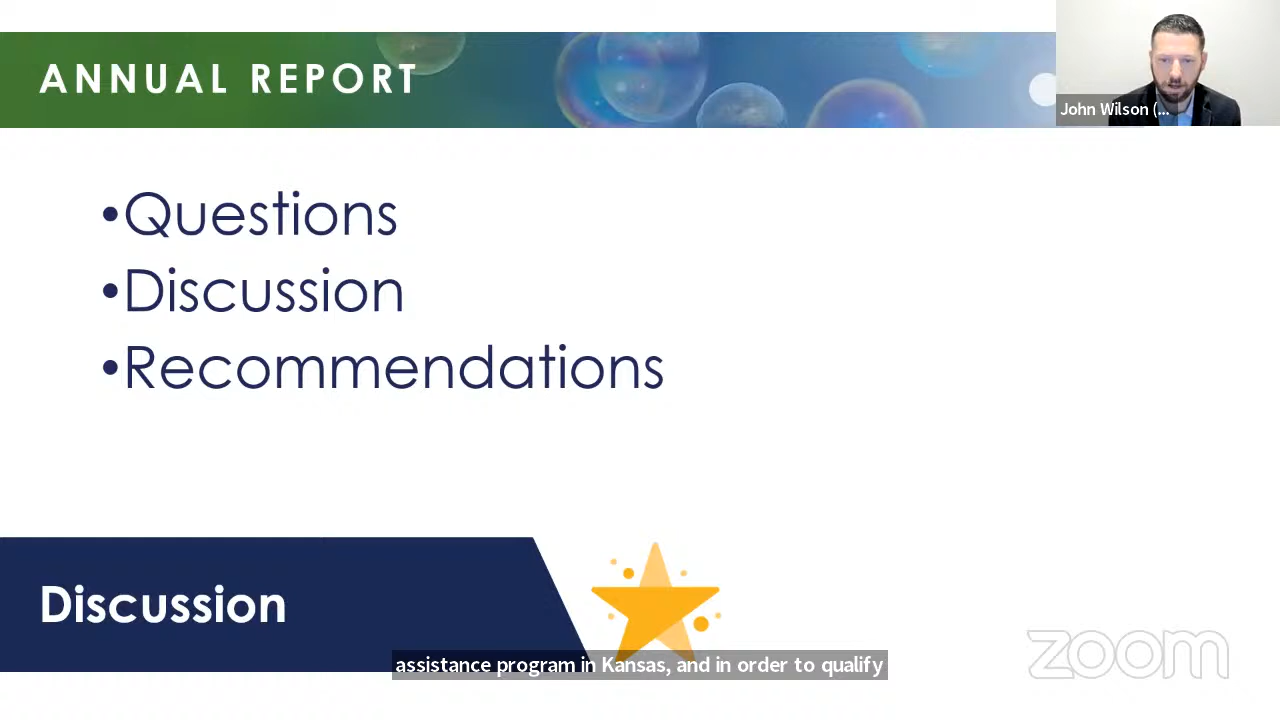 ANNUAL REPORT
John Wilson (...
•Questions
•Discussion
•Recommendations
Discussion
assistance program in Kansas, and in order to qualify
zoom